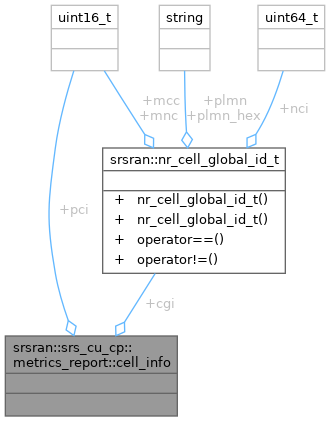 uint16_t
string
uint64_t
+mcc
+mnc
+plmn
+plmn_hex
+nci
srsran::nr_cell_global_id_t
+ nr_cell_global_id_t()
+ nr_cell_global_id_t()
+ operator==()
+ operator!=()
+pci
+cgi
srsran::srs_cu_cp::
metrics_report::cell_info